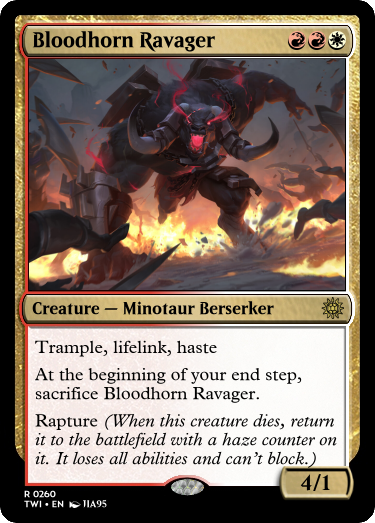 Bloodhorn Ravager
Creature — Minotaur Berserker
Trample, lifelink, haste
At the beginning of your end step,
sacrifice Bloodhorn Ravager.
Rapture (When this creature dies, return
it to the battlefield with a haze counter on
it. It loses all abilities and can't block.)
4/1
R 0260
TWI • EN JIA95